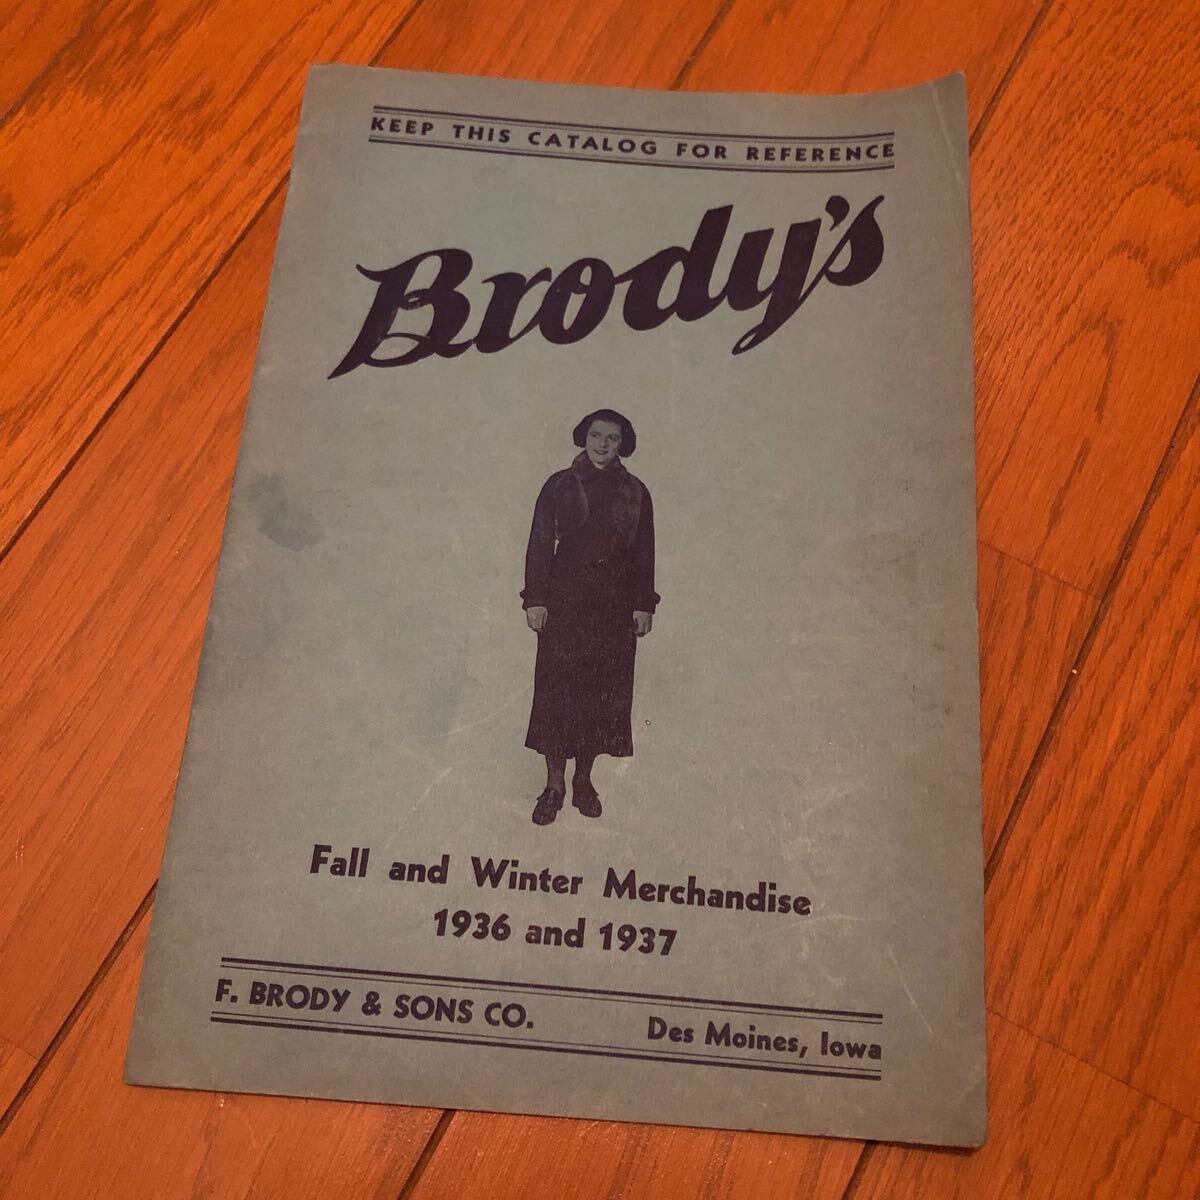 KEEP THIS CATALOG FOR REFERENCE
Brody's
Fall and Winter Merchandise
1936 and 1937
F. BRODY & SONS CO. Des Moines, Iowa